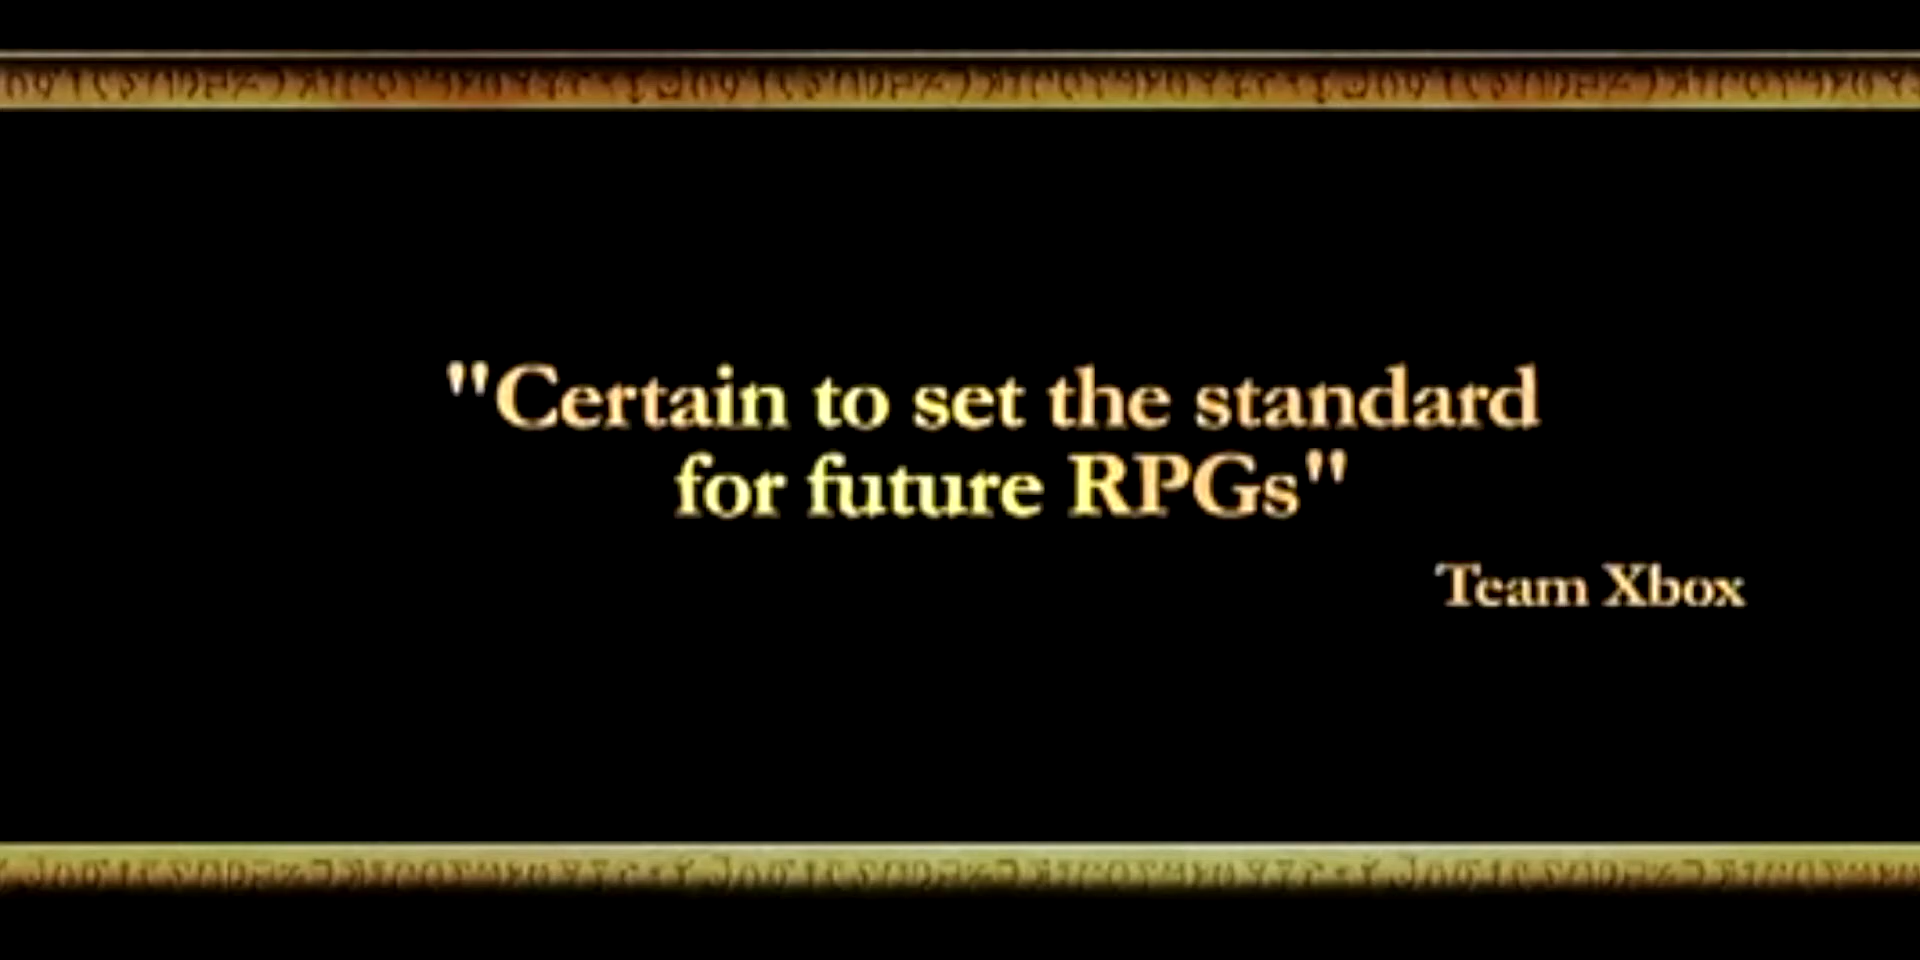 "Certain to set the standard
for future RPGs"
Team Xbox